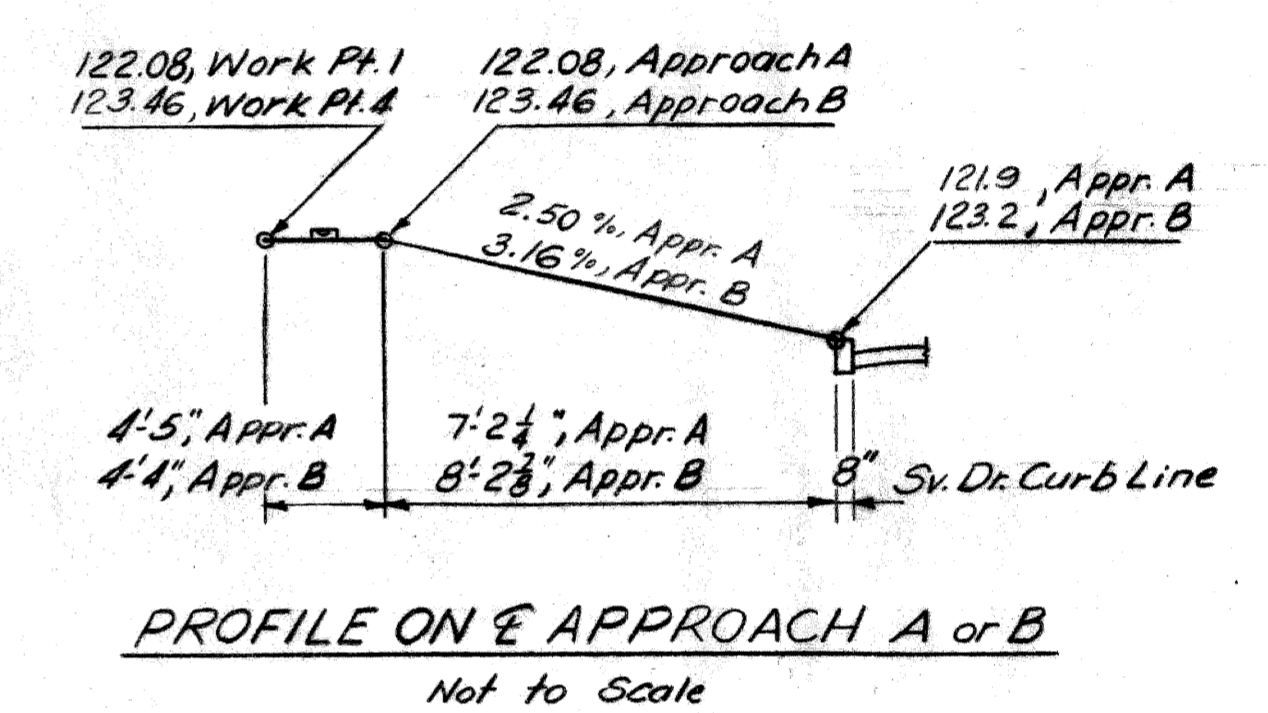 122.08, Work Pt. 1
123.46, Work Pt. 4
122.08, Approach A
123.46, Approach B
121.9, Appr. A
123.2, Appr. B
2.50 %, Appr. A
3.16 %, Appr. B
4'-5", Appr. A
4'-4", Appr. B
7'-2 1/4", Appr. A
8'-2 7/8", Appr. B
8"
Sv. Dr. Curb Line
PROFILE ON ℄ APPROACH A or B
Not to Scale